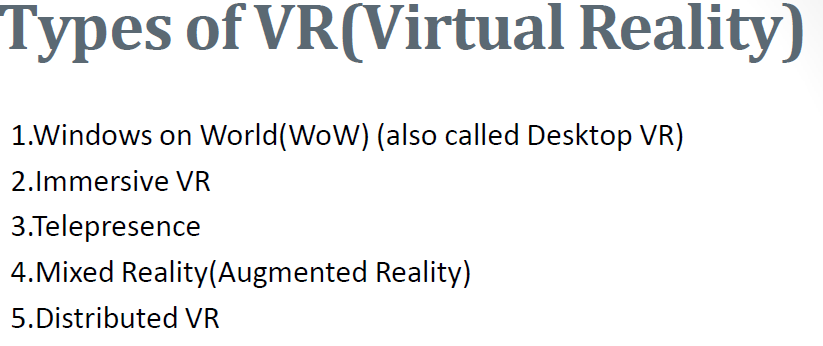 Types of VR(Virtual Reality)
1.Windows on World(WoW) (also called Desktop VR)
2.Immersive VR
3.Telepresence
4.Mixed Reality(Augmented Reality)
5.Distributed VR